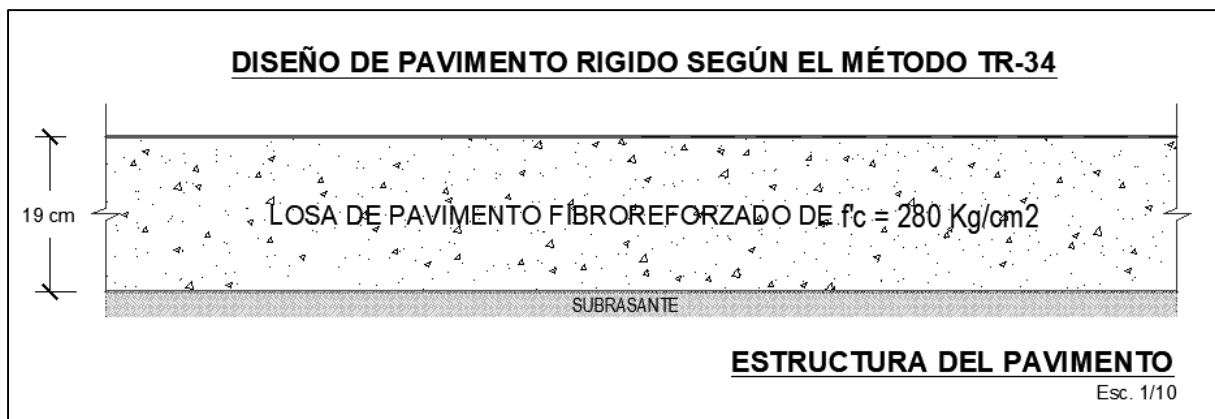 DISEÑO DE PAVIMENTO RIGIDO SEGÚN EL MÉTODO TR-34
19 cm
LOSA DE PAVIMENTO FIBROREFORZADO DE f'c = 280 Kg/cm2
SUBRASANTE
ESTRUCTURA DEL PAVIMENTO
Esc. 1/10